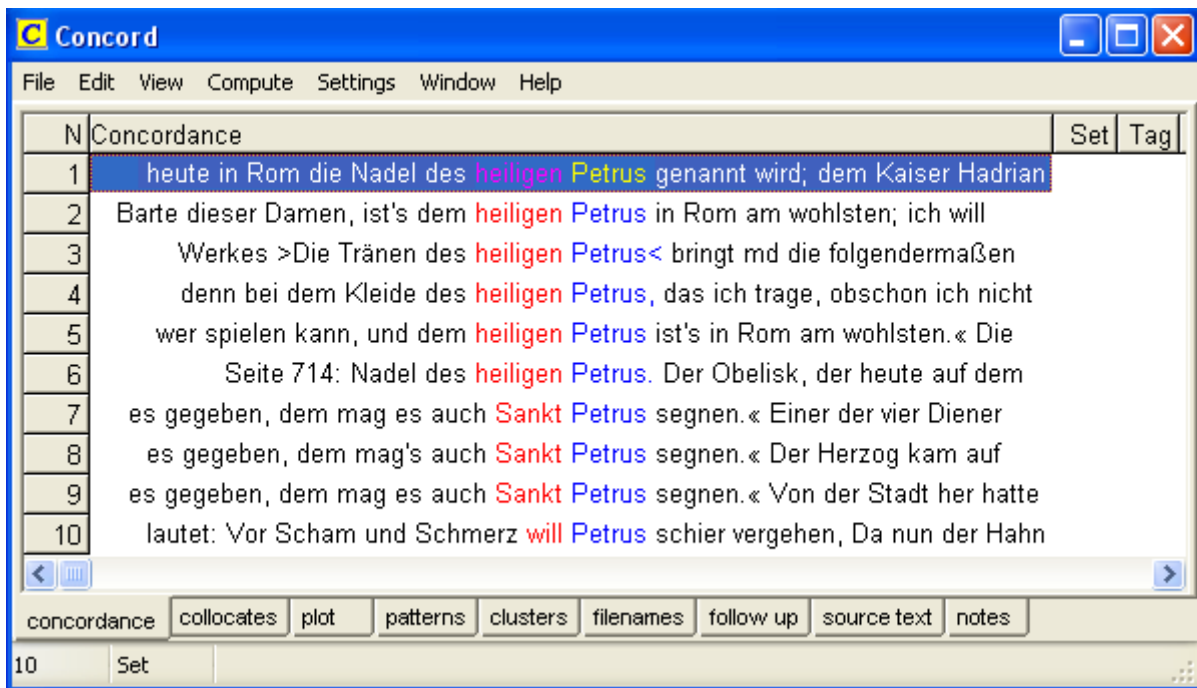 C Concord
File Edit View Compute Settings Window Help
N Concordance Set Tag
1 heute in Rom die Nadel des heiligen Petrus genannt wird; dem Kaiser Hadrian
2 Barte dieser Damen, ist's dem heiligen Petrus in Rom am wohlsten; ich will
3 Werkes >Die Tränen des heiligen Petrus< bringt md die folgendermaßen
4 denn bei dem Kleide des heiligen Petrus, das ich trage, obschon ich nicht
5 wer spielen kann, und dem heiligen Petrus ist's in Rom am wohlsten.« Die
6 Seite 714: Nadel des heiligen Petrus. Der Obelisk, der heute auf dem
7 es gegeben, dem mag es auch Sankt Petrus segnen.« Einer der vier Diener
8 es gegeben, dem mag's auch Sankt Petrus segnen.« Der Herzog kam auf
9 es gegeben, dem mag es auch Sankt Petrus segnen.« Von der Stadt her hatte
10 lautet: Vor Scham und Schmerz will Petrus schier vergehen, Da nun der Hahn
concordance collocates plot patterns clusters filenames follow up source text notes
10 Set